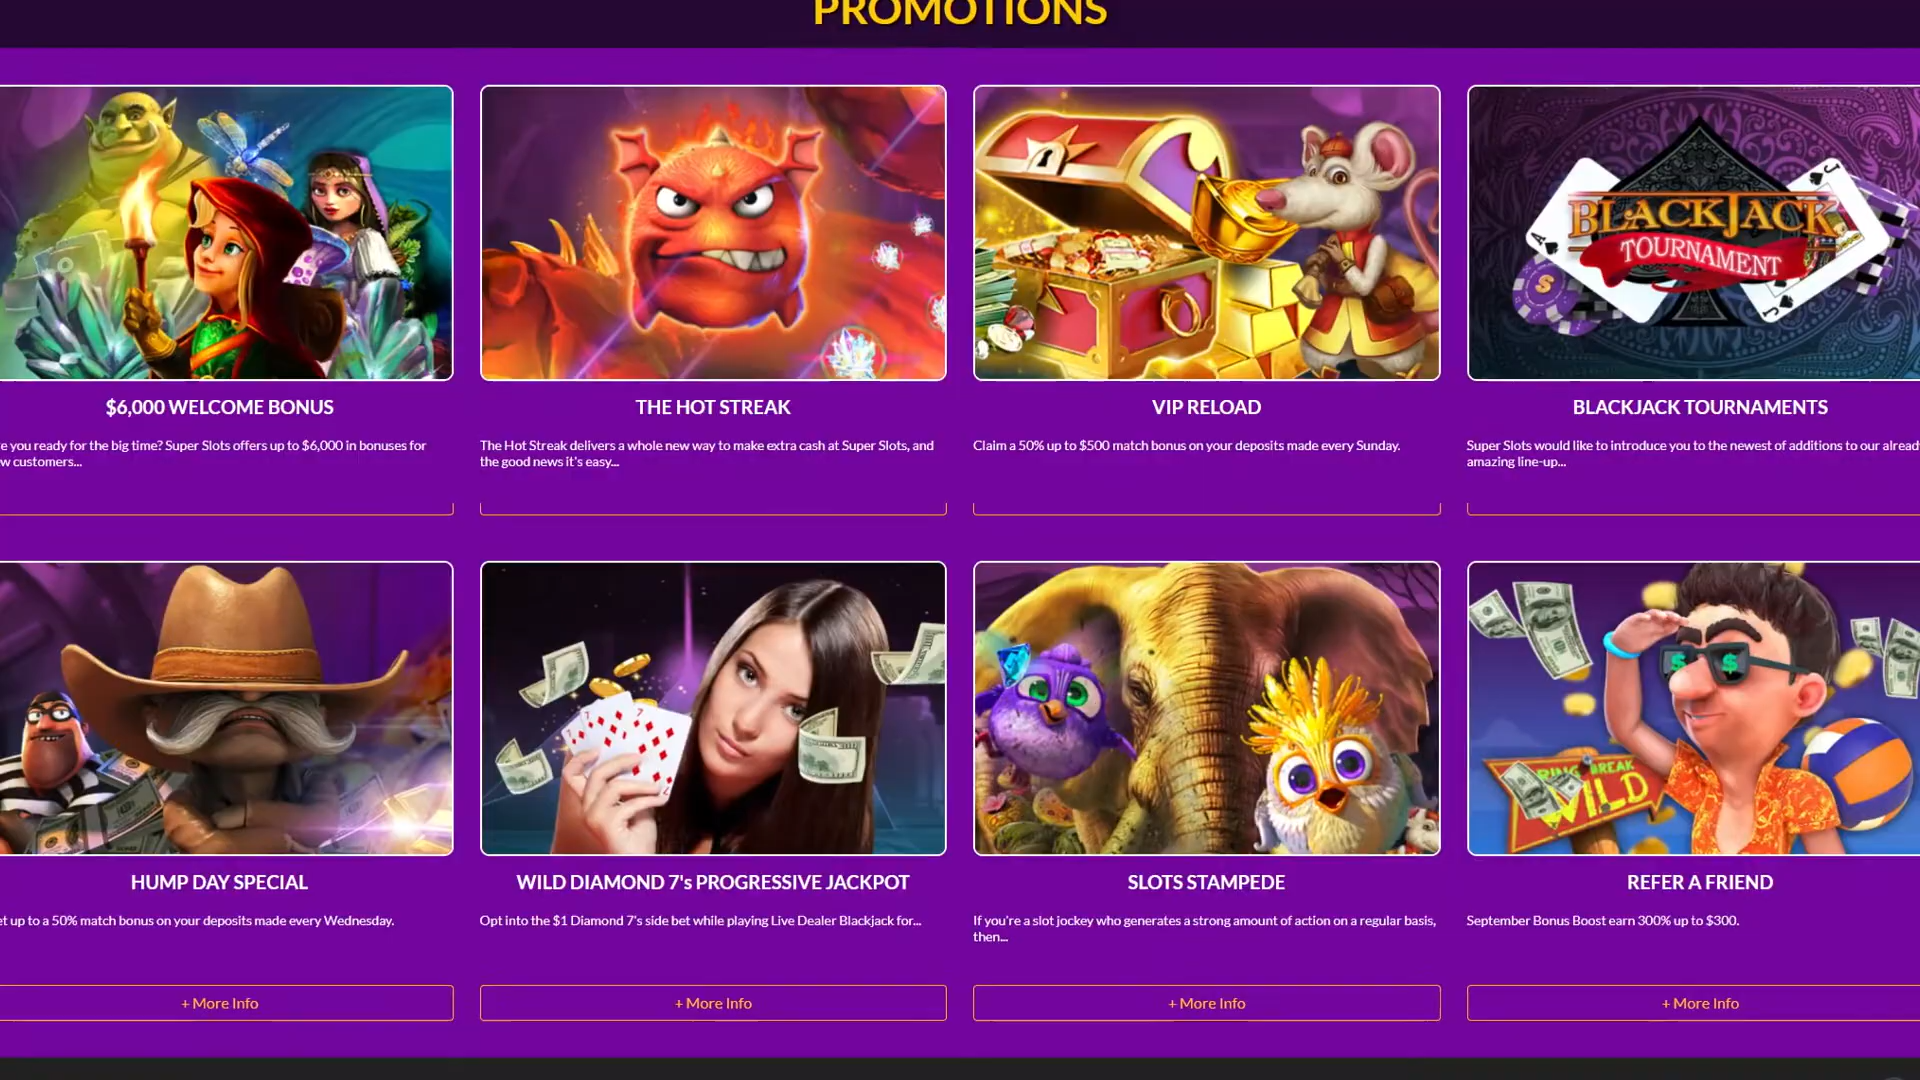 PROMOTIONS
BLACKJACK
TOURNAMENT
$6,000 WELCOME BONUS
THE HOT STREAK
VIP RELOAD
BLACKJACK TOURNAMENTS
e you ready for the big time? Super Slots offers up to $6,000 in bonuses for
w customers...
The Hot Streak delivers a whole new way to make extra cash at Super Slots, and
the good news it's easy...
Claim a 50% up to $500 match bonus on your deposits made every Sunday.
Super Slots would like to introduce you to the newest of additions to our alread
amazing line-up...
BREAK
WILD
HUMP DAY SPECIAL
WILD DIAMOND 7's PROGRESSIVE JACKPOT
SLOTS STAMPEDE
REFER A FRIEND
et up to a 50% match bonus on your deposits made every Wednesday.
Opt into the $1 Diamond 7's side bet while playing Live Dealer Blackjack for...
If you're a slot jockey who generates a strong amount of action on a regular basis,
then...
September Bonus Boost earn 300% up to $300.
+ More Info
+ More Info
+ More Info
+ More Info